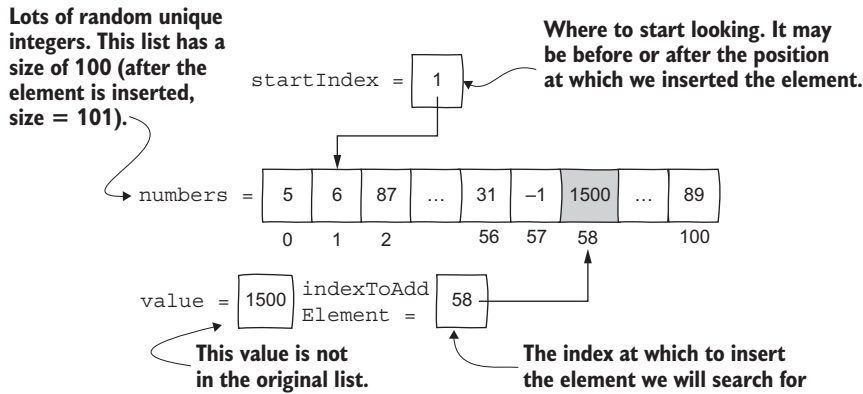 Lots of random unique
integers. This list has a
size of 100 (after the
element is inserted,
size = 101).
Where to start looking. It may
be before or after the position
at which we inserted the element.
startIndex = 1
numbers = 5 6 87 … 31 –1 1500 … 89
0 1 2 56 57 58 100
value = 1500
indexToAdd
Element = 58
This value is not
in the original list.
The index at which to insert
the element we will search for